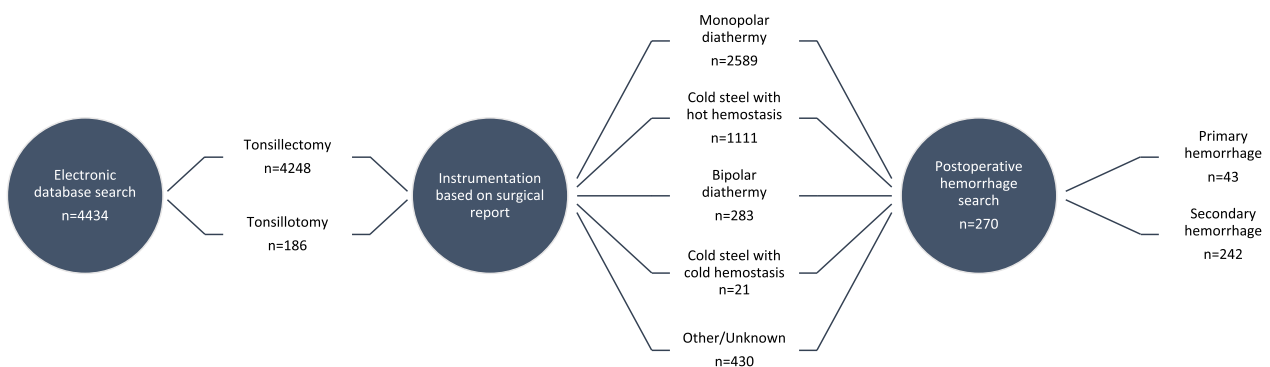 Electronic
database search
n=4434
Tonsillectomy
n=4248
Tonsillotomy
n=186
Instrumentation
based on surgical
report
Monopolar
diathermy
n=2589
Cold steel with
hot hemostasis
n=1111
Bipolar
diathermy
n=283
Cold steel with
cold hemostasis
n=21
Other/Unknown
n=430
Postoperative
hemorrhage
search
n=270
Primary
hemorrhage
n=43
Secondary
hemorrhage
n=242